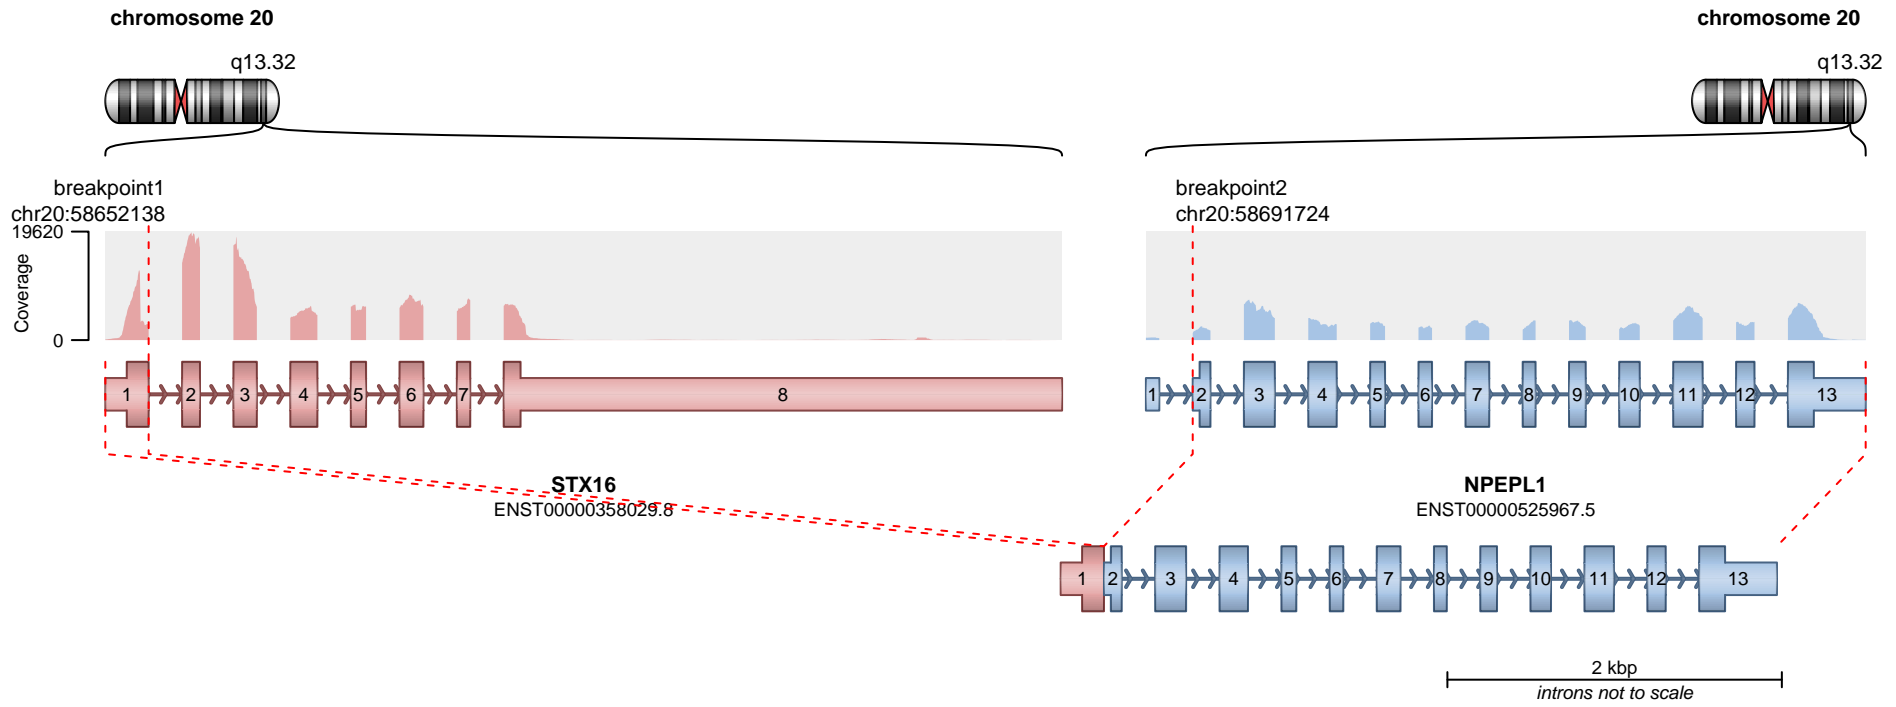 chromosome 20
chromosome 20
q13.32
q13.32
breakpoint1
chr20:58652138
breakpoint2
chr20:58691724
19620
Coverage
0
1 2 3 4 5 6 7 8
1 2 3 4 5 6 7 8 9 10 11 12 13
STX16
ENST00000358029.8
NPEPL1
ENST00000525967.5
1 2 3 4 5 6 7 8 9 10 11 12 13
2 kbp
introns not to scale